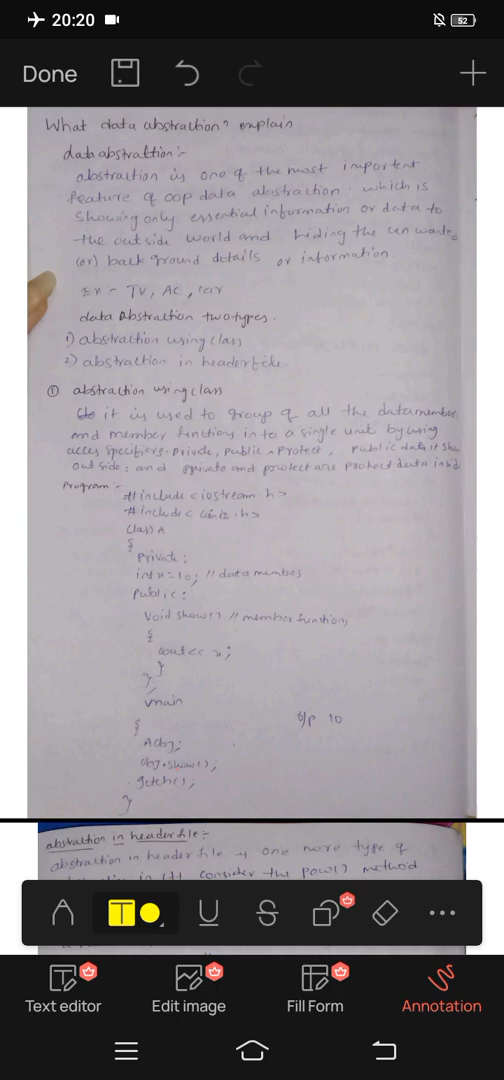 20:20
52
Done
What data abstraction? explain
data abstraction :-
abstraction is one of the most important
feature of oop data abstraction. which is
showing only essential information or data to
the outside world and hiding the un wanted
(or) back ground details or information.
Ex - TV, AC, car
data Abstraction two types.
1) abstraction using class
2) abstraction in header file.
① abstraction using class
it is used to group of all the data member
and member functions in to a single unit by using
acces specifiers. private, public & protect, public data it show
out side: and private and protect are protect data insid
Program :-
#include <iostream.h>
#include < conio.h>
class A
{
Private:
int x=10; // data membes
public:
void show() // member function,
{
cout<< x;
}
};
vmain
o/p 10
{
A obj;
obj.show();
getch();
}
abstraction in header file :-
abstraction in header file is one more type of
consider the pow() method
T
Text editor
Edit image
Fill Form
Annotation